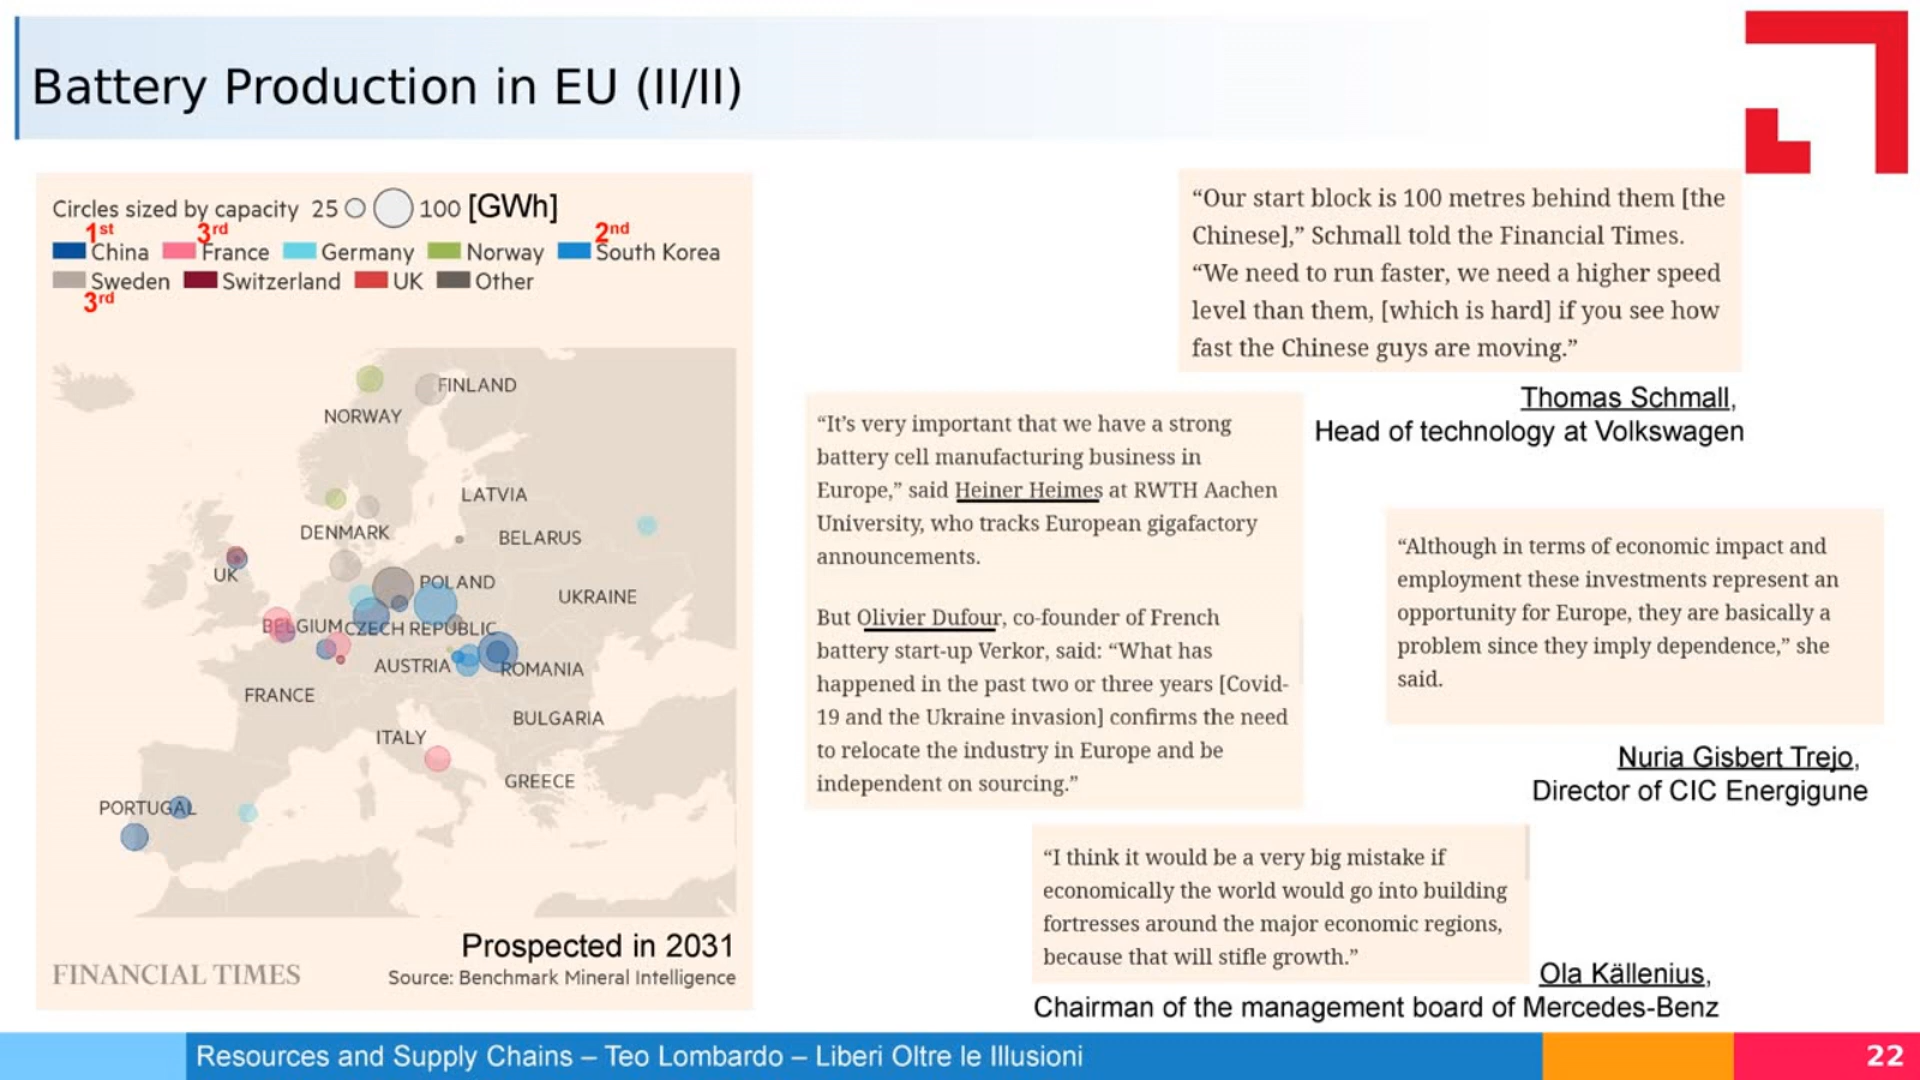 Battery Production in EU (II/II)
Circles sized by capacity 25 100 [GWh]
1st 3rd 2nd
China France Germany Norway South Korea
Sweden Switzerland UK Other
3rd
FINLAND
NORWAY
LATVIA
DENMARK
BELARUS
UK
POLAND
UKRAINE
BELGIUM
CZECH REPUBLIC
AUSTRIA
ROMANIA
FRANCE
BULGARIA
ITALY
GREECE
PORTUGAL
Prospected in 2031
FINANCIAL TIMES
Source: Benchmark Mineral Intelligence
“Our start block is 100 metres behind them [the
Chinese],” Schmall told the Financial Times.
“We need to run faster, we need a higher speed
level than them, [which is hard] if you see how
fast the Chinese guys are moving.”
Thomas Schmall,
Head of technology at Volkswagen
“It’s very important that we have a strong
battery cell manufacturing business in
Europe,” said Heiner Heimes at RWTH Aachen
University, who tracks European gigafactory
announcements.
But Olivier Dufour, co-founder of French
battery start-up Verkor, said: “What has
happened in the past two or three years [Covid-
19 and the Ukraine invasion] confirms the need
to relocate the industry in Europe and be
independent on sourcing.”
“Although in terms of economic impact and
employment these investments represent an
opportunity for Europe, they are basically a
problem since they imply dependence,” she
said.
Nuria Gisbert Trejo,
Director of CIC Energigune
“I think it would be a very big mistake if
economically the world would go into building
fortresses around the major economic regions,
because that will stifle growth.”
Ola Källenius,
Chairman of the management board of Mercedes-Benz
Resources and Supply Chains – Teo Lombardo – Liberi Oltre le Illusioni
22